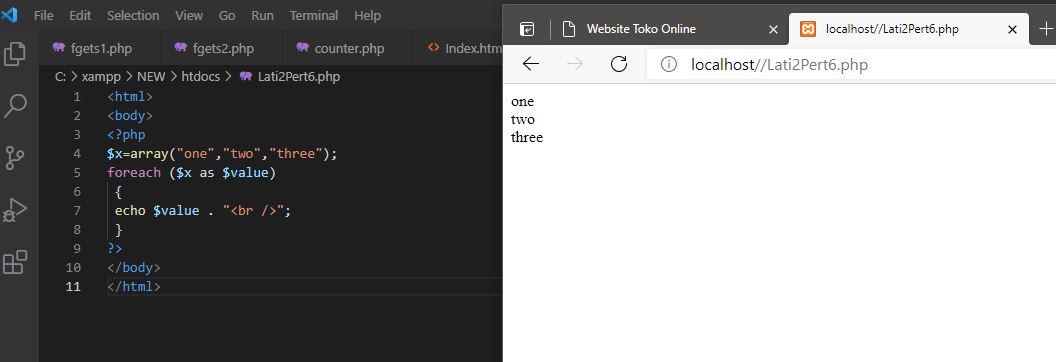 File Edit Selection View Go Run Terminal Help
fgets1.php fgets2.php counter.php <> Index.htm
C: > xampp > NEW > htdocs > Lati2Pert6.php
1 <html>
2 <body>
3 <?php
4 $x=array("one","two","three");
5 foreach ($x as $value)
6 {
7 echo $value . "<br />";
8 }
9 ?>
10 </body>
11 </html>
Website Toko Online
localhost//Lati2Pert6.php
localhost//Lati2Pert6.php
one
two
three